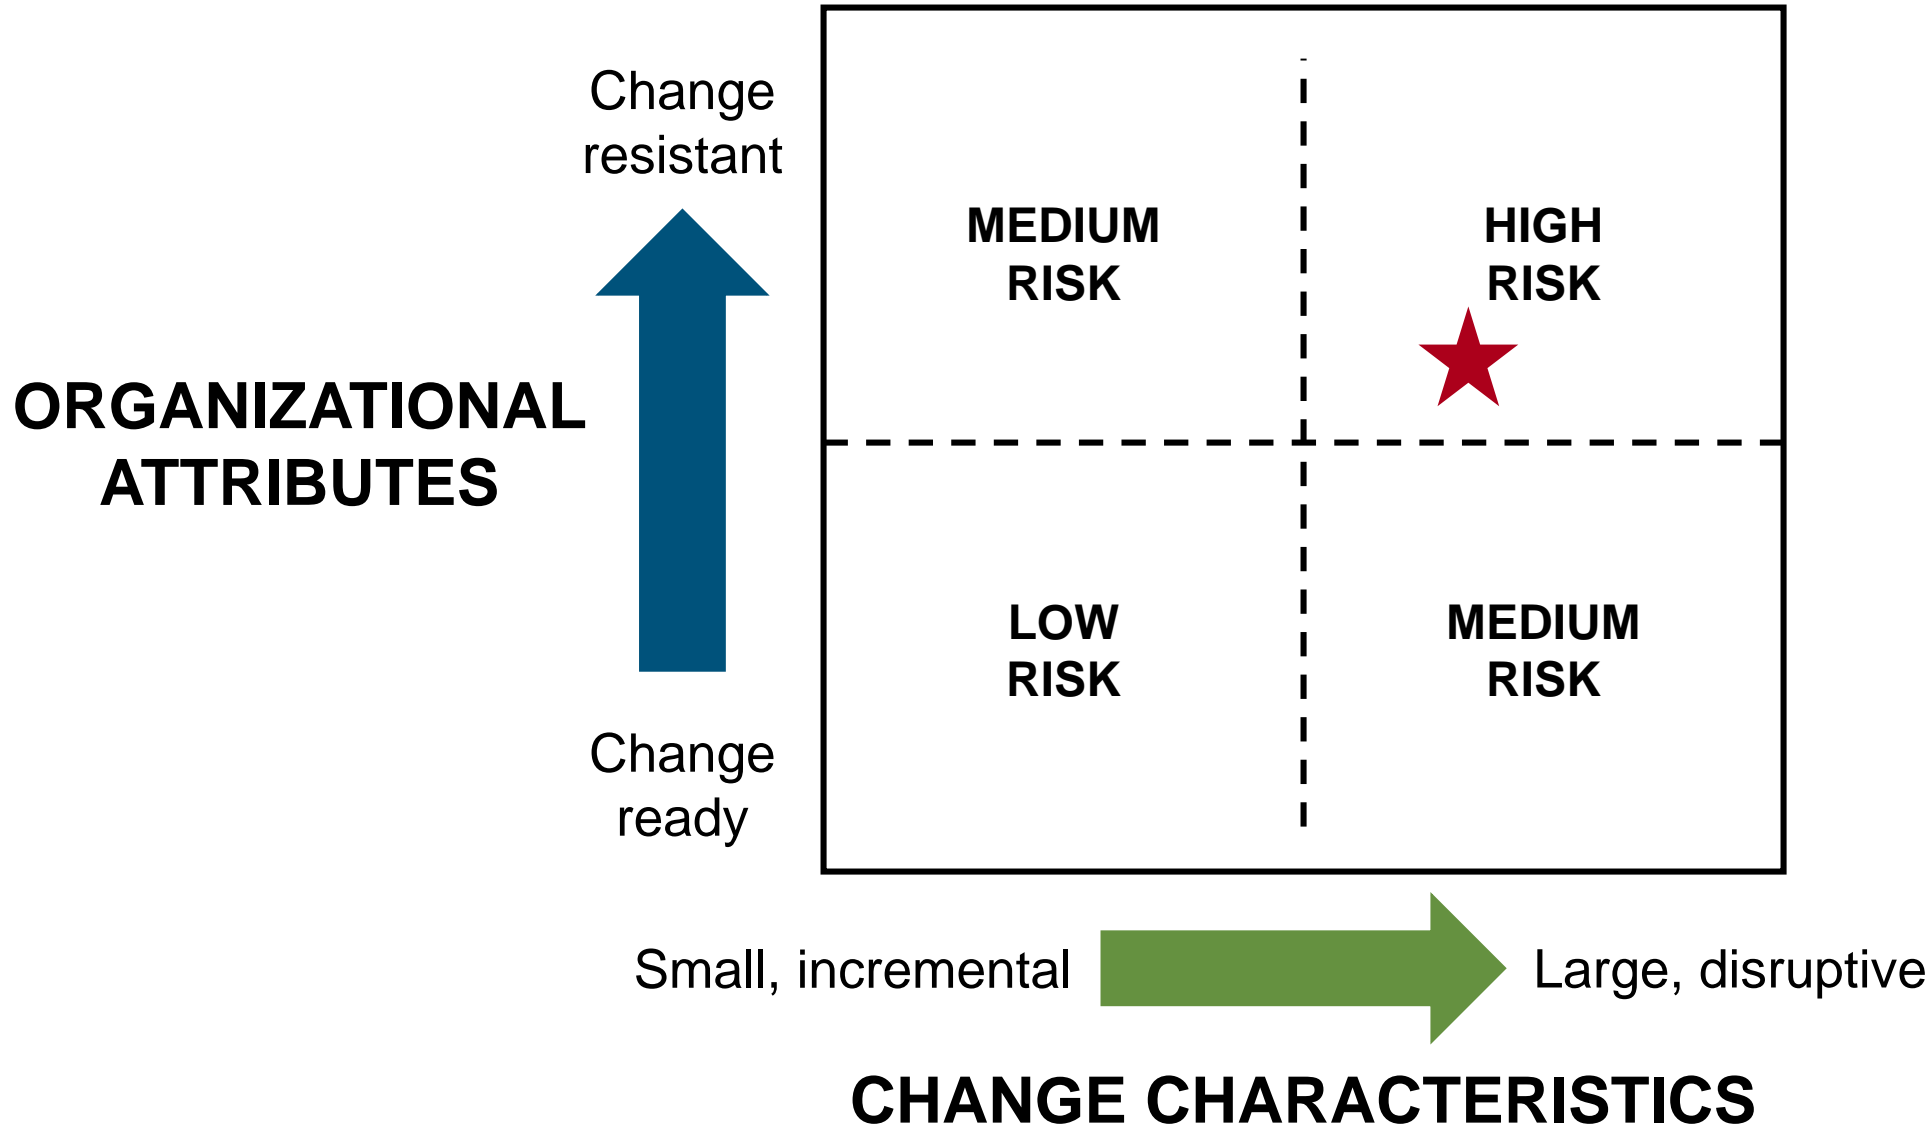 Change
resistant
MEDIUM
RISK
HIGH
RISK
ORGANIZATIONAL
ATTRIBUTES
LOW
RISK
MEDIUM
RISK
Change
ready
Small, incremental
Large, disruptive
CHANGE CHARACTERISTICS